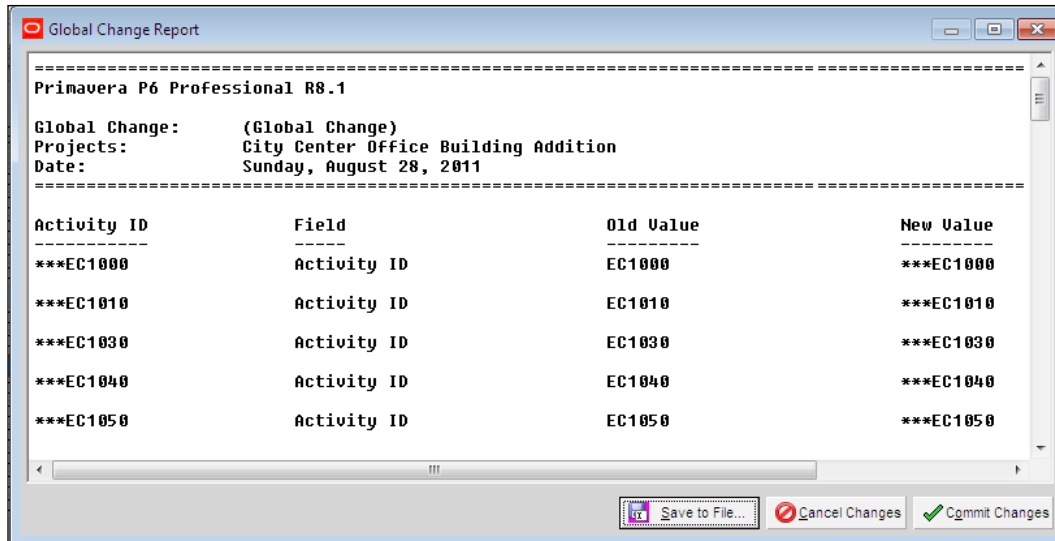 Global Change Report
================================================================================================
Primavera P6 Professional R8.1
Global Change: (Global Change)
Projects: City Center Office Building Addition
Date: Sunday, August 28, 2011
================================================================================================
Activity ID Field Old Value New Value
----------- ----- --------- ---------
***EC1000 Activity ID EC1000 ***EC1000
***EC1010 Activity ID EC1010 ***EC1010
***EC1030 Activity ID EC1030 ***EC1030
***EC1040 Activity ID EC1040 ***EC1040
***EC1050 Activity ID EC1050 ***EC1050
Save to File... Cancel Changes Commit Changes